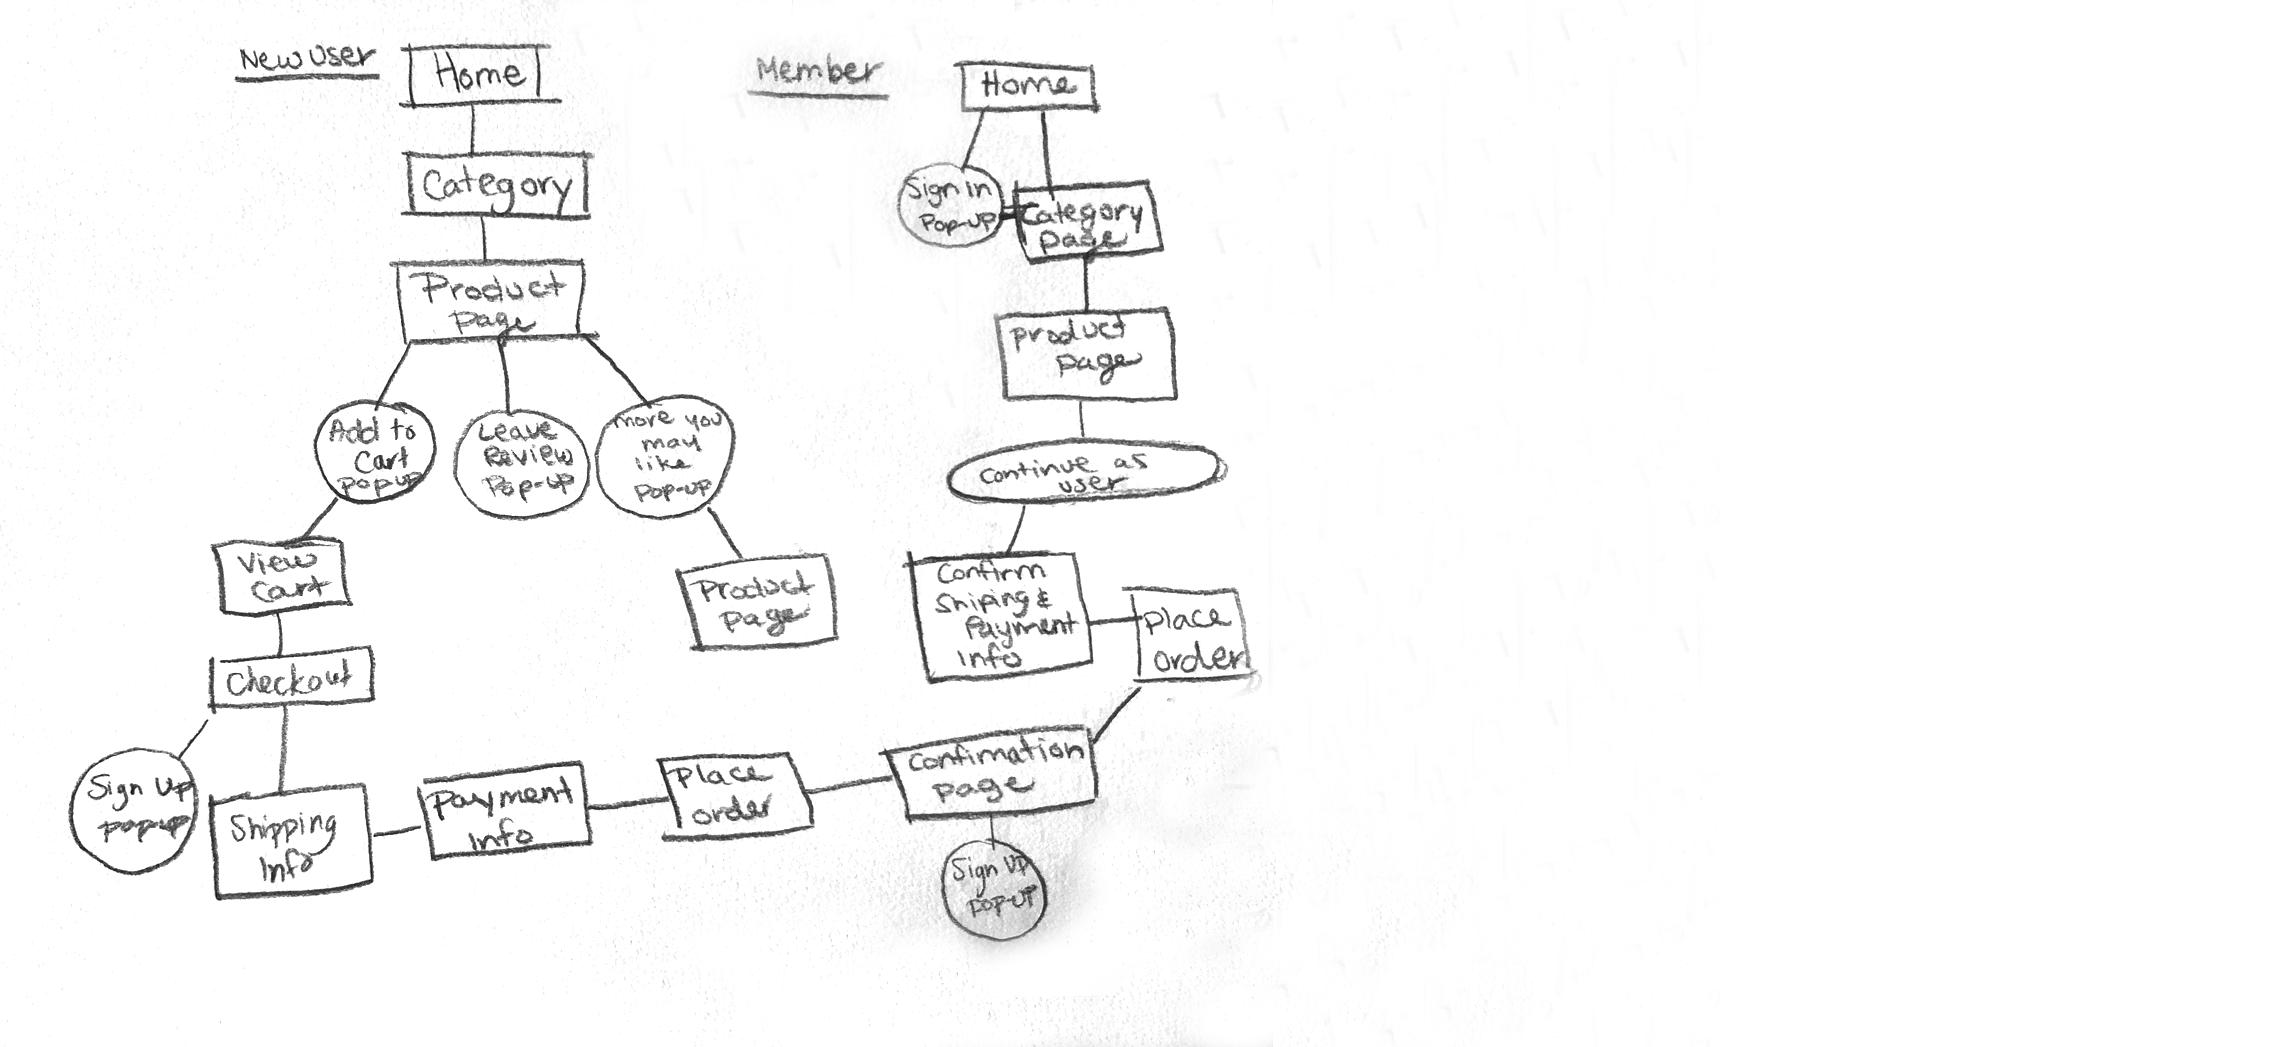 New User
Home
Category
Product
page
Add to
Cart
popup
Leave
Review
Pop-up
more you
may
like
pop-up
View
Cart
Product
page
Checkout
Sign Up
popup
Shipping
Info
Payment
Info
Place
order
Confirmation
page
Sign Up
pop-up
Member
Home
Sign In
Pop-up
Category
page
product
page
Continue as
user
Confirm
Shiping &
Payment
Info
Place
order